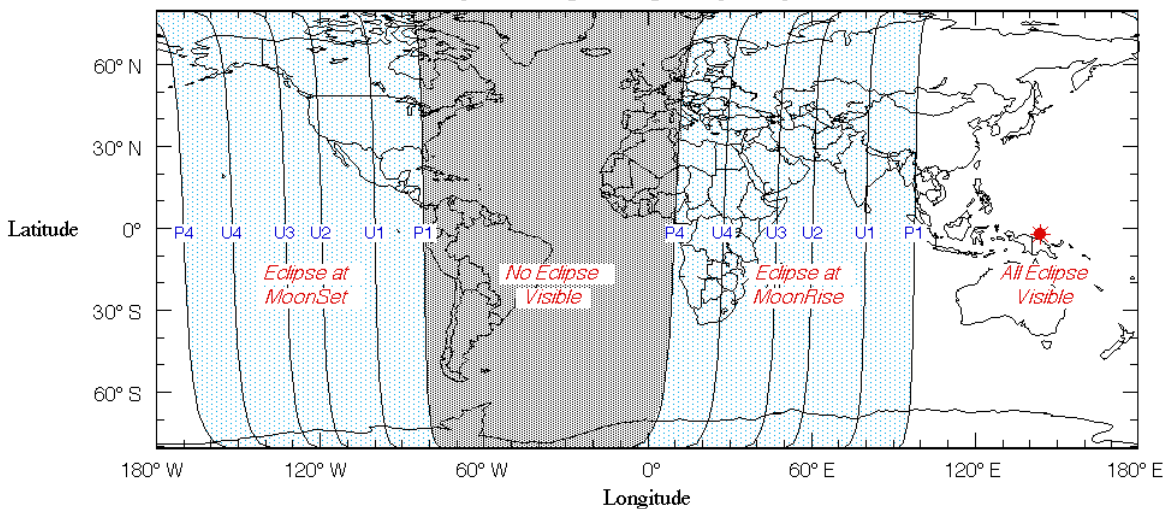 60° N
30° N
Latitude
0°
30° S
60° S
P4 U4 U3 U2 U1 P1 P4 U4 U3 U2 U1 P1
Eclipse at
MoonSet
No Eclipse
Visible
Eclipse at
MoonRise
All Eclipse
Visible
180° W 120° W 60° W 0° 60° E 120° E 180° E
Longitude